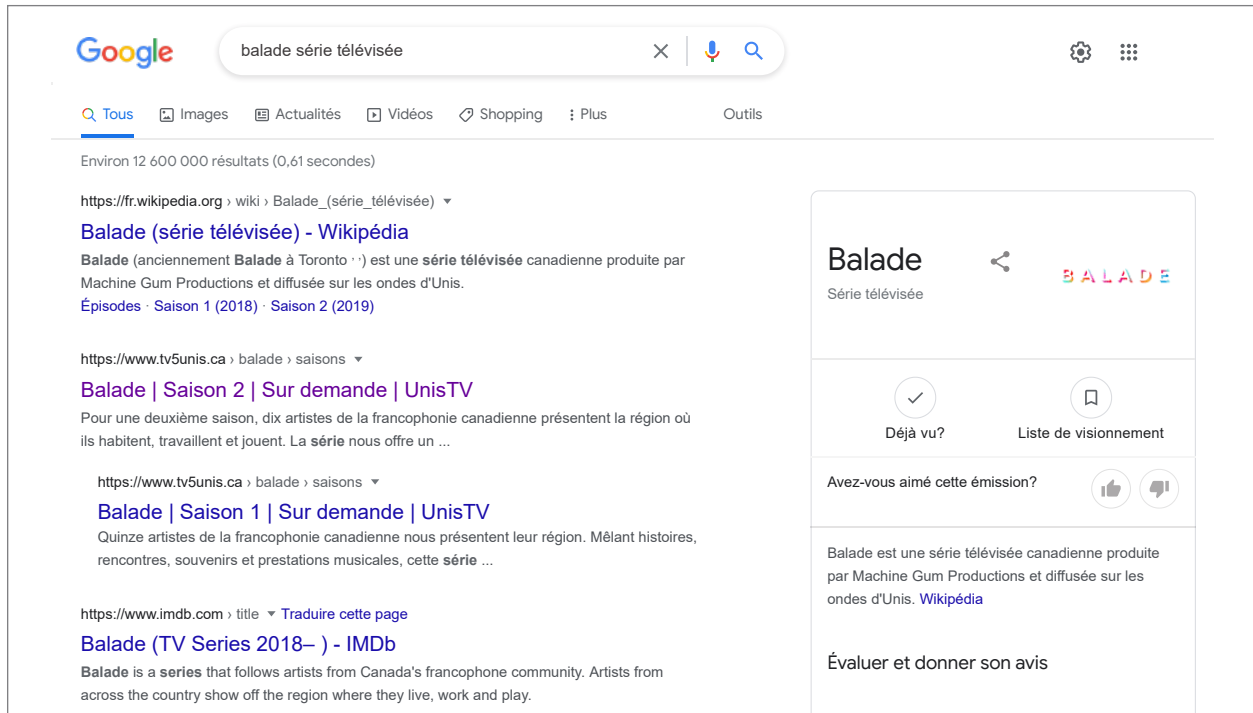 Google
balade série télévisée
Tous Images Actualités Vidéos Shopping Plus Outils
Environ 12 600 000 résultats (0,61 secondes)
https://fr.wikipedia.org › wiki › Balade_(série_télévisée)
Balade (série télévisée) - Wikipédia
Balade (anciennement Balade à Toronto) est une série télévisée canadienne produite par
Machine Gum Productions et diffusée sur les ondes d'Unis.
Épisodes · Saison 1 (2018) · Saison 2 (2019)
https://www.tv5unis.ca › balade › saisons
Balade | Saison 2 | Sur demande | UnisTV
Pour une deuxième saison, dix artistes de la francophonie canadienne présentent la région où
ils habitent, travaillent et jouent. La série nous offre un ...
https://www.tv5unis.ca › balade › saisons
Balade | Saison 1 | Sur demande | UnisTV
Quinze artistes de la francophonie canadienne nous présentent leur région. Mêlant histoires,
rencontres, souvenirs et prestations musicales, cette série ...
https://www.imdb.com › title Traduire cette page
Balade (TV Series 2018– ) - IMDb
Balade is a series that follows artists from Canada's francophone community. Artists from
across the country show off the region where they live, work and play.
Balade
Série télévisée
BALADE
Déjà vu? Liste de visionnement
Avez-vous aimé cette émission?
Balade est une série télévisée canadienne produite
par Machine Gum Productions et diffusée sur les
ondes d'Unis. Wikipédia
Évaluer et donner son avis